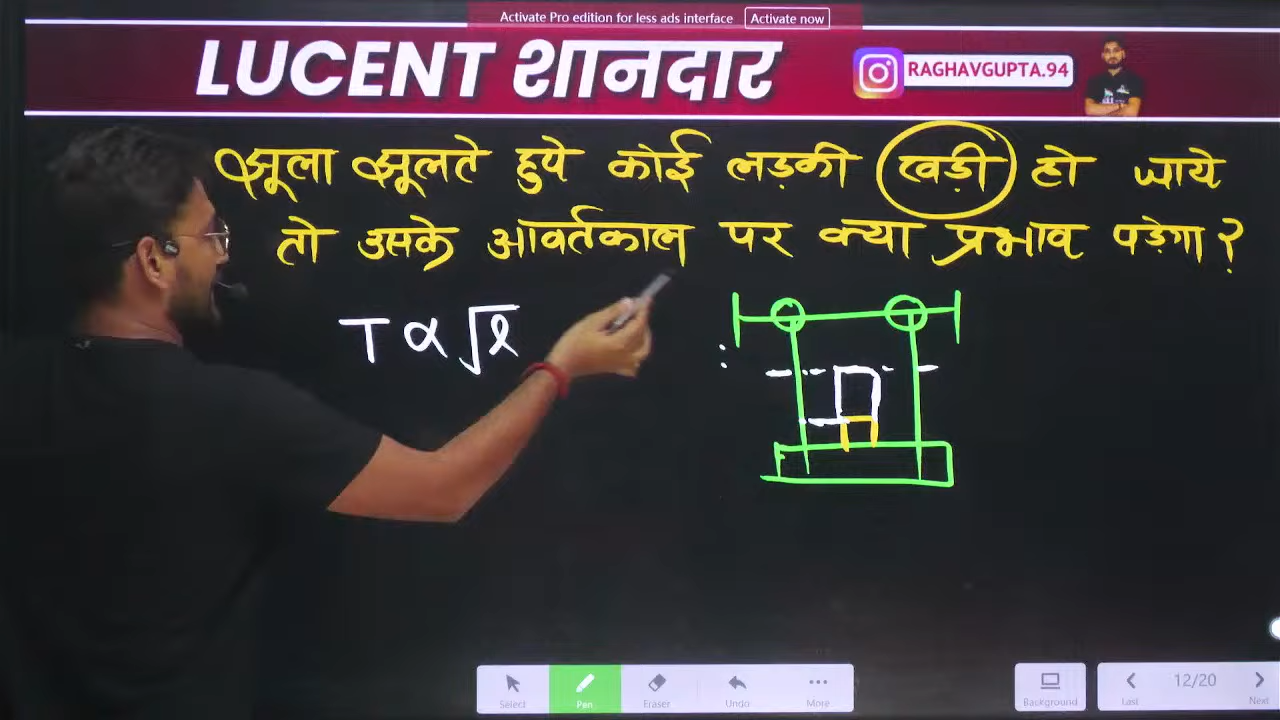 Activate Pro edition for less ads interface Activate now
LUCENT शानदार
RAGHAVGUPTA.94
झूला झूलते हुये कोई लड़की खड़ी हो जाये
तो उसके आवर्तकाल पर क्या प्रभाव पड़ेगा ?
T α √l
Select Pen Eraser Undo More
Background
Last 12/20 Next